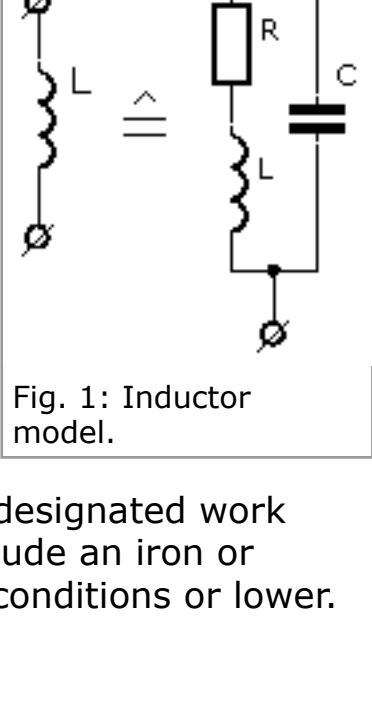 R
L
C
L
Fig. 1: Inductor
model.
designated work
ude an iron or
conditions or lower.